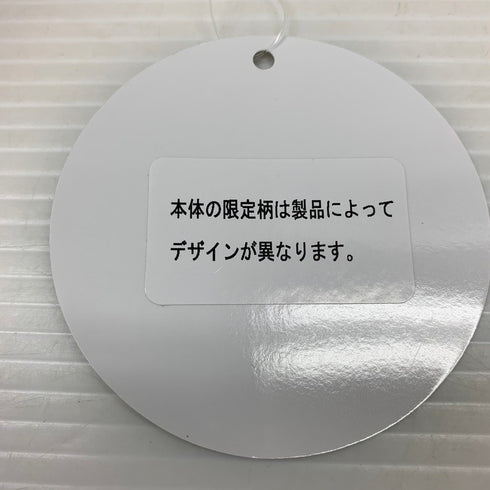 本体の限定柄は製品によって
デザインが異なります。